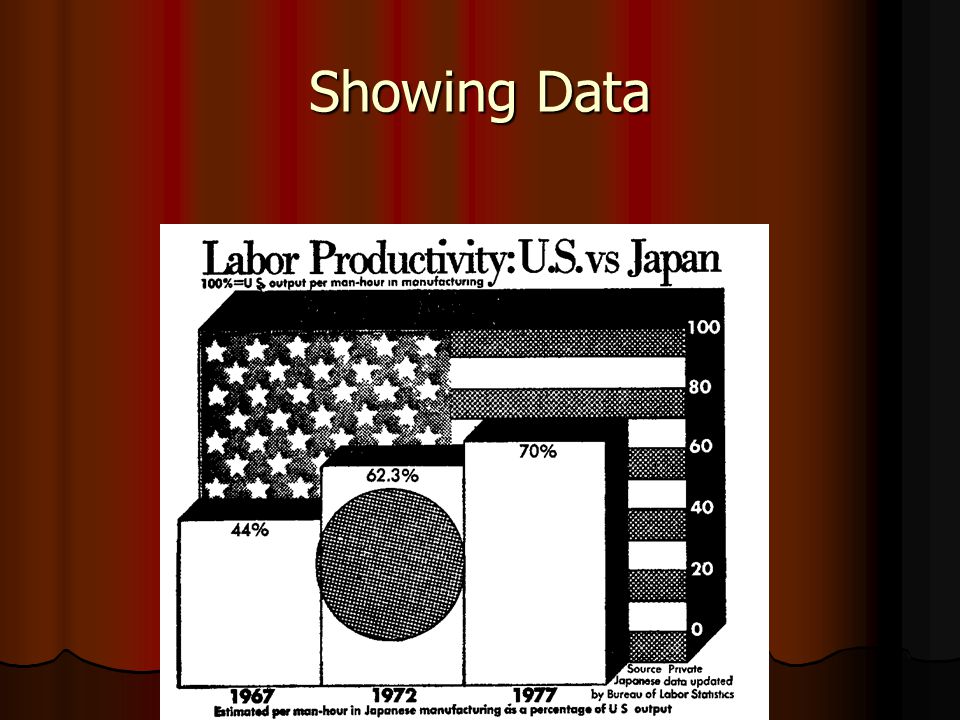 Showing Data
Labor Productivity: U.S. vs Japan
100%=U S. output per man-hour in manufacturing
100
80
60
40
20
0
70%
62.3%
44%
Source Private
Japanese data updated
by Bureau of Labor Statistics
1967 1972 1977
Estimated per man-hour in Japanese manufacturing as a percentage of U S output